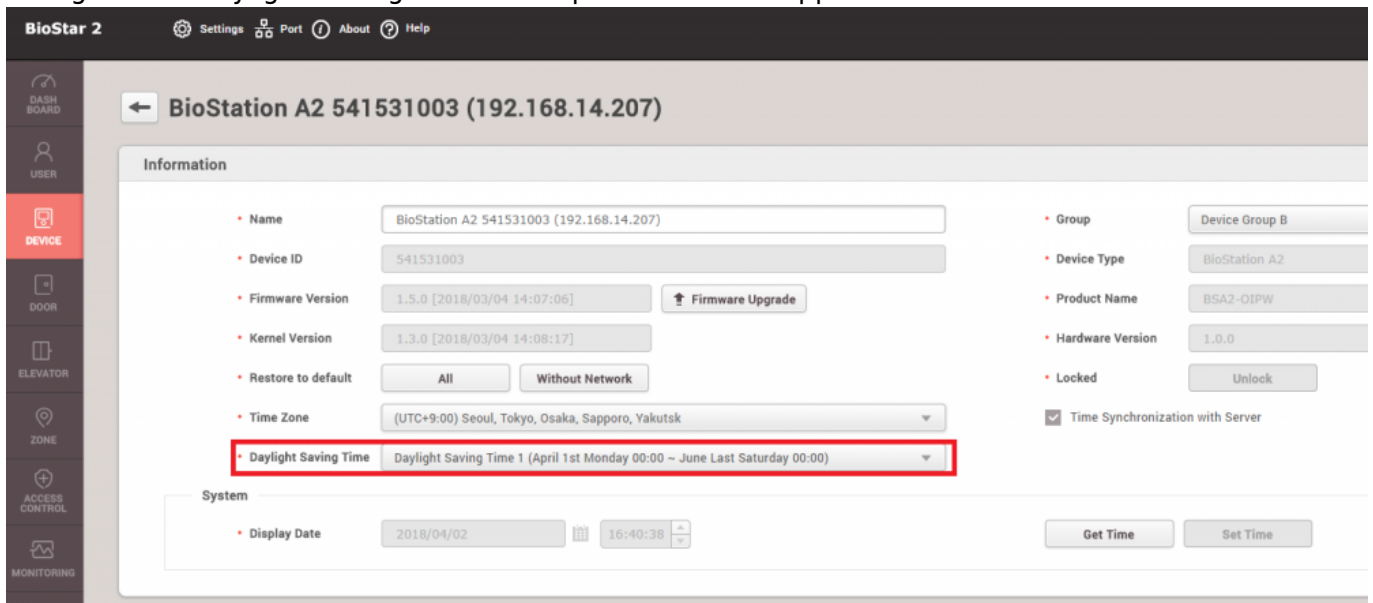 BioStar 2
Settings Port About Help
DASH
BOARD
USER
DEVICE
DOOR
ELEVATOR
ZONE
ACCESS
CONTROL
MONITORING
BioStation A2 541531003 (192.168.14.207)
Information
• Name BioStation A2 541531003 (192.168.14.207)
• Group Device Group B
• Device ID 541531003
• Device Type BioStation A2
• Firmware Version 1.5.0 [2018/03/04 14:07:06] Firmware Upgrade
• Product Name BSA2-OIPW
• Kernel Version 1.3.0 [2018/03/04 14:08:17]
• Hardware Version 1.0.0
• Restore to default All Without Network
• Locked Unlock
• Time Zone (UTC+9:00) Seoul, Tokyo, Osaka, Sapporo, Yakutsk
Time Synchronization with Server
• Daylight Saving Time Daylight Saving Time 1 (April 1st Monday 00:00 ~ June Last Saturday 00:00)
System
• Display Date 2018/04/02 16:40:38
Get Time Set Time